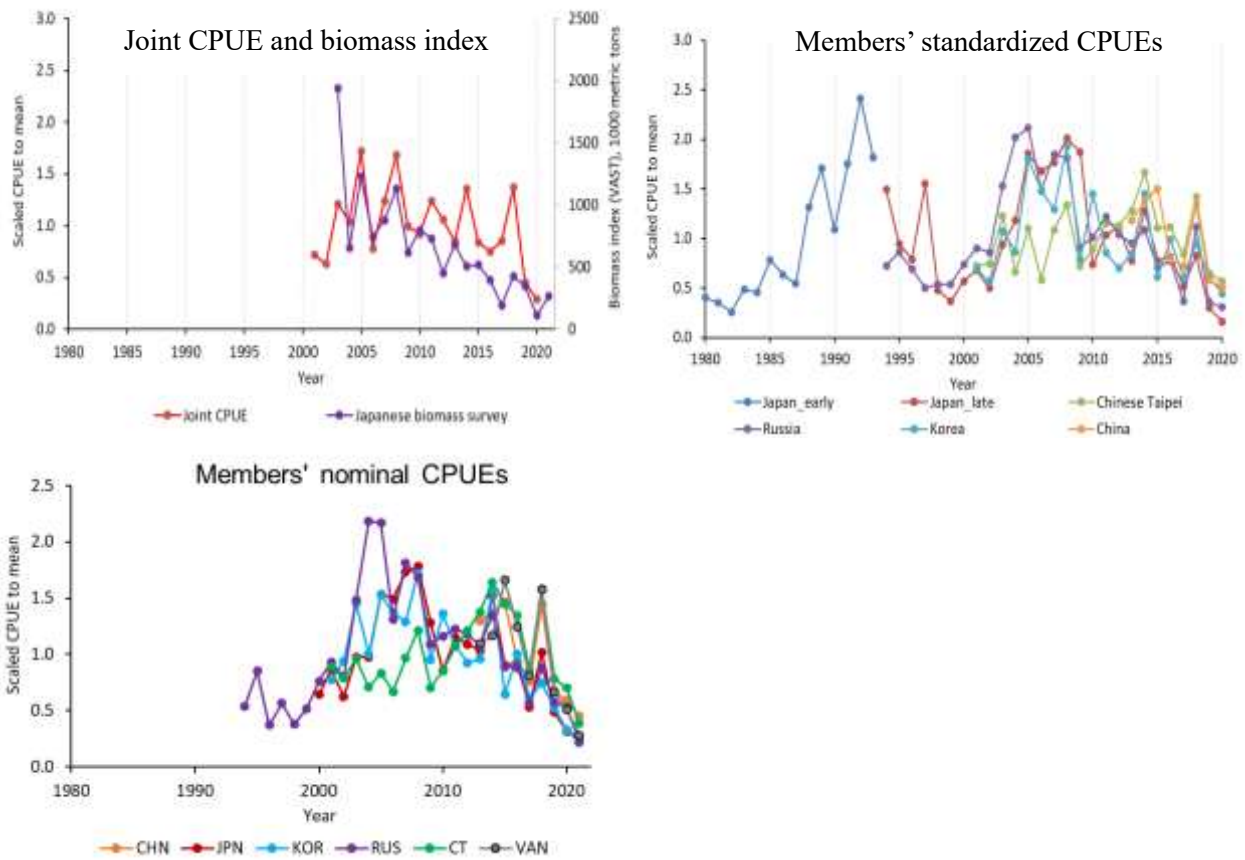 Joint CPUE and biomass index
3.0
2.5
2.0
1.5
1.0
0.5
0.0
Scaled CPUE to mean
2500
2000
1500
1000
500
0
Biomass index (VAST), 1000 metric tons
1980 1985 1990 1995 2000 2005 2010 2015 2020
Year
Joint CPUE Japanese biomass survey
Members' standardized CPUEs
3.0
2.5
2.0
1.5
1.0
0.5
0.0
Scaled CPUE to mean
1980 1985 1990 1995 2000 2005 2010 2015 2020
Year
Japan_early Japan_late Chinese Taipei
Russia Korea China
Members' nominal CPUEs
2.5
2.0
1.5
1.0
0.5
0.0
Scaled CPUE to mean
1980 1990 2000 2010 2020
Year
CHN JPN KOR RUS CT VAN